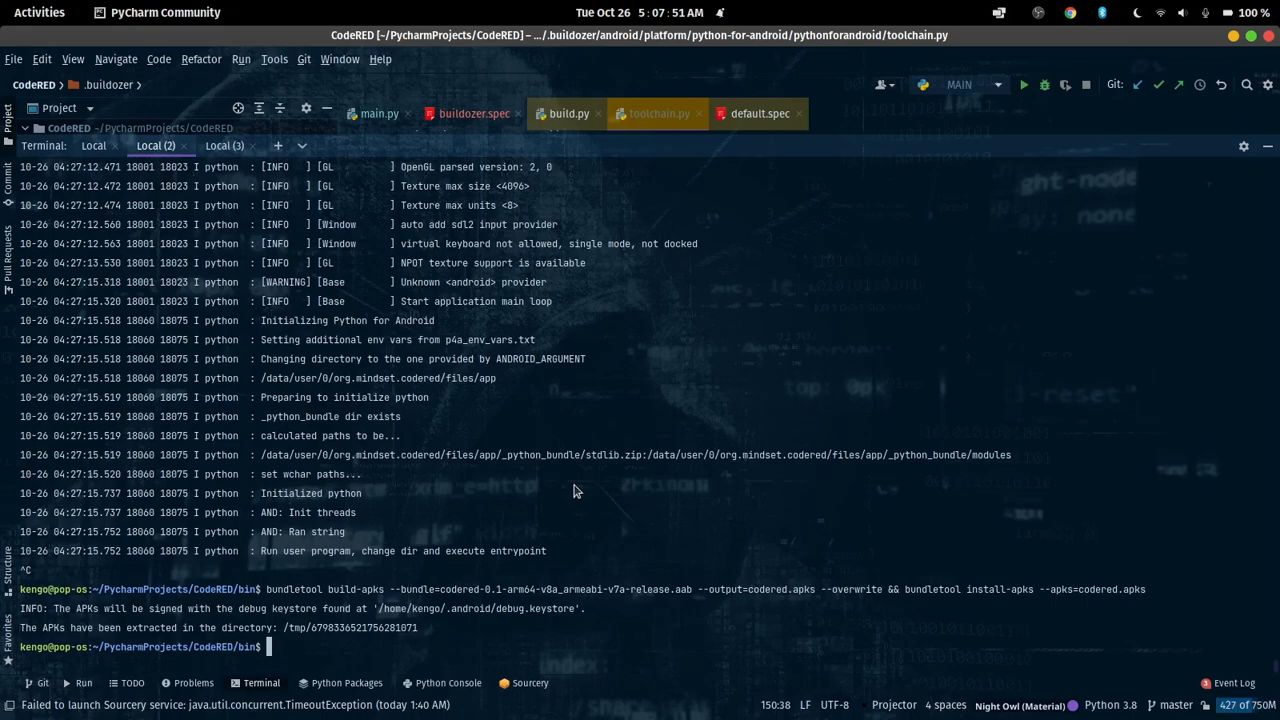 Activities
PyCharm Community
Tue Oct 26 5:07:51 AM
100 %
CodeRED [~/PycharmProjects/CodeRED] – .../.buildozer/android/platform/python-for-android/pythonforandroid/toolchain.py
File Edit View Navigate Code Refactor Run Tools Git Window Help
CodeRED .buildozer MAIN Git:
Project main.py buildozer.spec build.py toolchain.py default.spec
CodeRED ~/PycharmProjects/CodeRED
Terminal: Local Local (2) Local (3)
10-26 04:27:12.471 18001 18023 I python : [INFO ] [GL ] OpenGL parsed version: 2, 0
10-26 04:27:12.472 18001 18023 I python : [INFO ] [GL ] Texture max size <4096>
10-26 04:27:12.474 18001 18023 I python : [INFO ] [GL ] Texture max units <8>
10-26 04:27:12.560 18001 18023 I python : [INFO ] [Window ] auto add sdl2 input provider
10-26 04:27:12.563 18001 18023 I python : [INFO ] [Window ] virtual keyboard not allowed, single mode, not docked
10-26 04:27:13.530 18001 18023 I python : [INFO ] [GL ] NPOT texture support is available
10-26 04:27:15.318 18001 18023 I python : [WARNING] [Base ] Unknown <android> provider
10-26 04:27:15.320 18001 18023 I python : [INFO ] [Base ] Start application main loop
10-26 04:27:15.518 18060 18075 I python : Initializing Python for Android
10-26 04:27:15.518 18060 18075 I python : Setting additional env vars from p4a_env_vars.txt
10-26 04:27:15.518 18060 18075 I python : Changing directory to the one provided by ANDROID_ARGUMENT
10-26 04:27:15.518 18060 18075 I python : /data/user/0/org.mindset.codered/files/app
10-26 04:27:15.518 18060 18075 I python : Preparing to initialize python
10-26 04:27:15.519 18060 18075 I python : _python_bundle dir exists
10-26 04:27:15.519 18060 18075 I python : calculated paths to be...
10-26 04:27:15.519 18060 18075 I python : /data/user/0/org.mindset.codered/files/app/_python_bundle/stdlib.zip:/data/user/0/org.mindset.codered/files/app/_python_bundle/modules
10-26 04:27:15.520 18060 18075 I python : set wchar paths...
10-26 04:27:15.737 18060 18075 I python : Initialized python
10-26 04:27:15.737 18060 18075 I python : AND: Init threads
10-26 04:27:15.752 18060 18075 I python : AND: Ran string
10-26 04:27:15.752 18060 18075 I python : Run user program, change dir and execute entrypoint
^C
kengo@pop-os:~/PycharmProjects/CodeRED/bin$ bundletool build-apks --bundle=codered-0.1-arm64-v8a_armeabi-v7a-release.aab --output=codered.apks --overwrite && bundletool install-apks --apks=codered.apks
INFO: The APKs will be signed with the debug keystore found at '/home/kengo/.android/debug.keystore'.
The APKs have been extracted in the directory: /tmp/6798336521756281071
kengo@pop-os:~/PycharmProjects/CodeRED/bin$
Project
Commit
Pull Requests
Structure
Favorites
Git Run TODO Problems Terminal Python Packages Python Console Sourcery 3 Event Log
Failed to launch Sourcery service: java.util.concurrent.TimeoutException (today 1:40 AM) 150:38 LF UTF-8 Projector 4 spaces Night Owl (Material) Python 3.8 master 427 of 750M